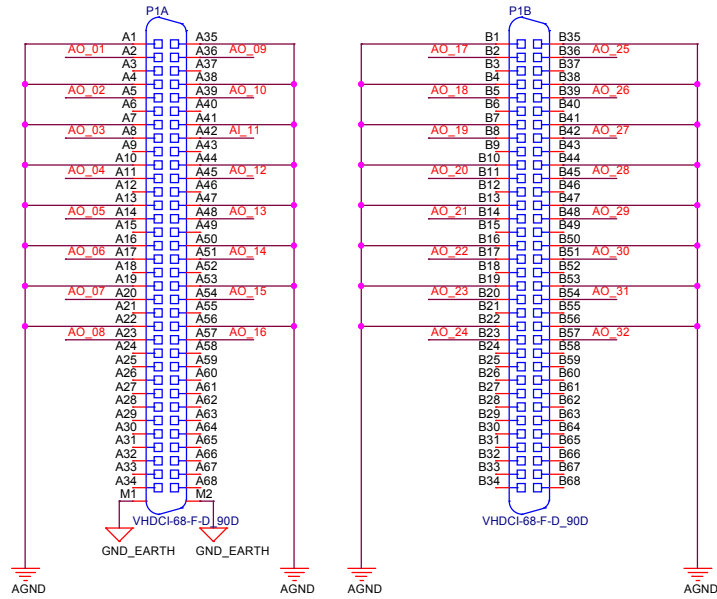 P1A P1B
A1 A35 B1 B35
AO_01 A2 A36 AO_09 AO_17 B2 B36 AO_25
A3 A37 B3 B37
A4 A38 B4 B38
AO_02 A5 A39 AO_10 AO_18 B5 B39 AO_26
A6 A40 B6 B40
A7 A41 B7 B41
AO_03 A8 A42 AI_11 AO_19 B8 B42 AO_27
A9 A43 B9 B43
A10 A44 B10 B44
AO_04 A11 A45 AO_12 AO_20 B11 B45 AO_28
A12 A46 B12 B46
A13 A47 B13 B47
AO_05 A14 A48 AO_13 AO_21 B14 B48 AO_29
A15 A49 B15 B49
A16 A50 B16 B50
AO_06 A17 A51 AO_14 AO_22 B17 B51 AO_30
A18 A52 B18 B52
A19 A53 B19 B53
AO_07 A20 A54 AO_15 AO_23 B20 B54 AO_31
A21 A55 B21 B55
A22 A56 B22 B56
AO_08 A23 A57 AO_16 AO_24 B23 B57 AO_32
A24 A58 B24 B58
A25 A59 B25 B59
A26 A60 B26 B60
A27 A61 B27 B61
A28 A62 B28 B62
A29 A63 B29 B63
A30 A64 B30 B64
A31 A65 B31 B65
A32 A66 B32 B66
A33 A67 B33 B67
A34 A68 B34 B68
M1 M2
VHDCI-68-F-D_90D VHDCI-68-F-D_90D
GND_EARTH GND_EARTH
AGND AGND AGND AGND